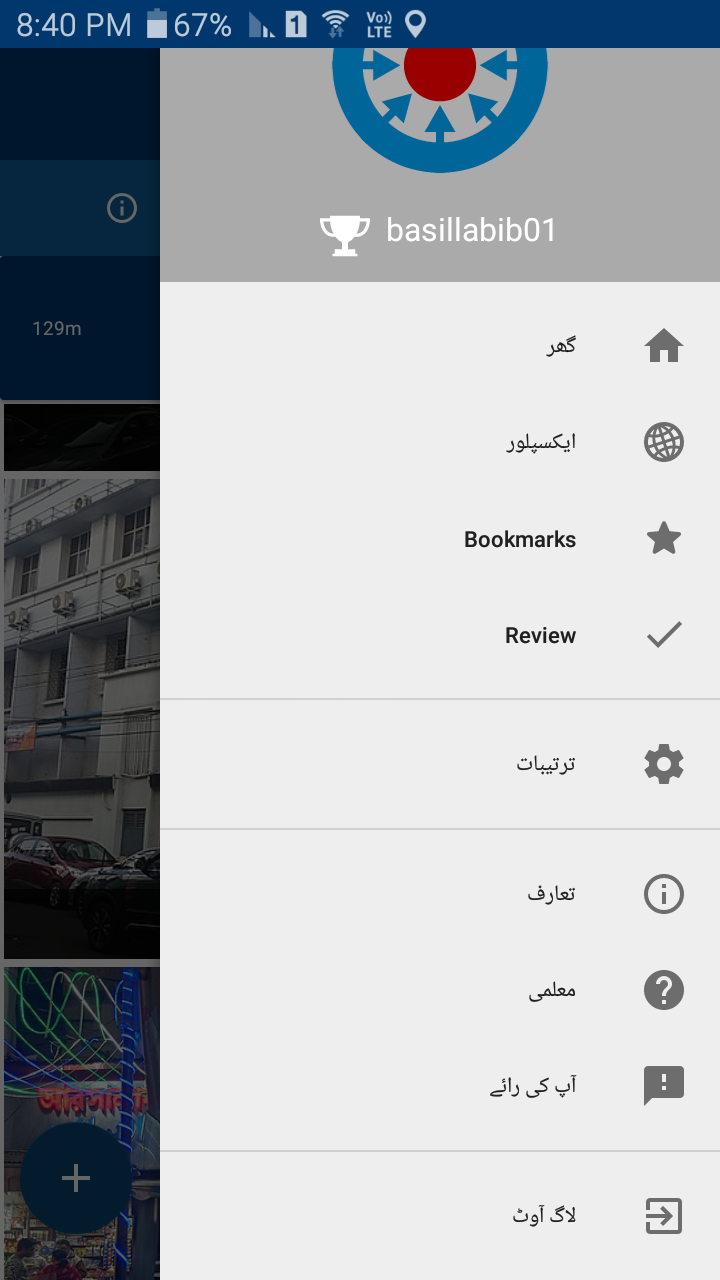 8:40 PM 67% 1 Vo)) LTE
basillabib01
129m
گھر
ایکسپلور
Bookmarks
Review
ترتیبات
تعارف
معلمی
آپ کی رائے
لاگ آوٹ